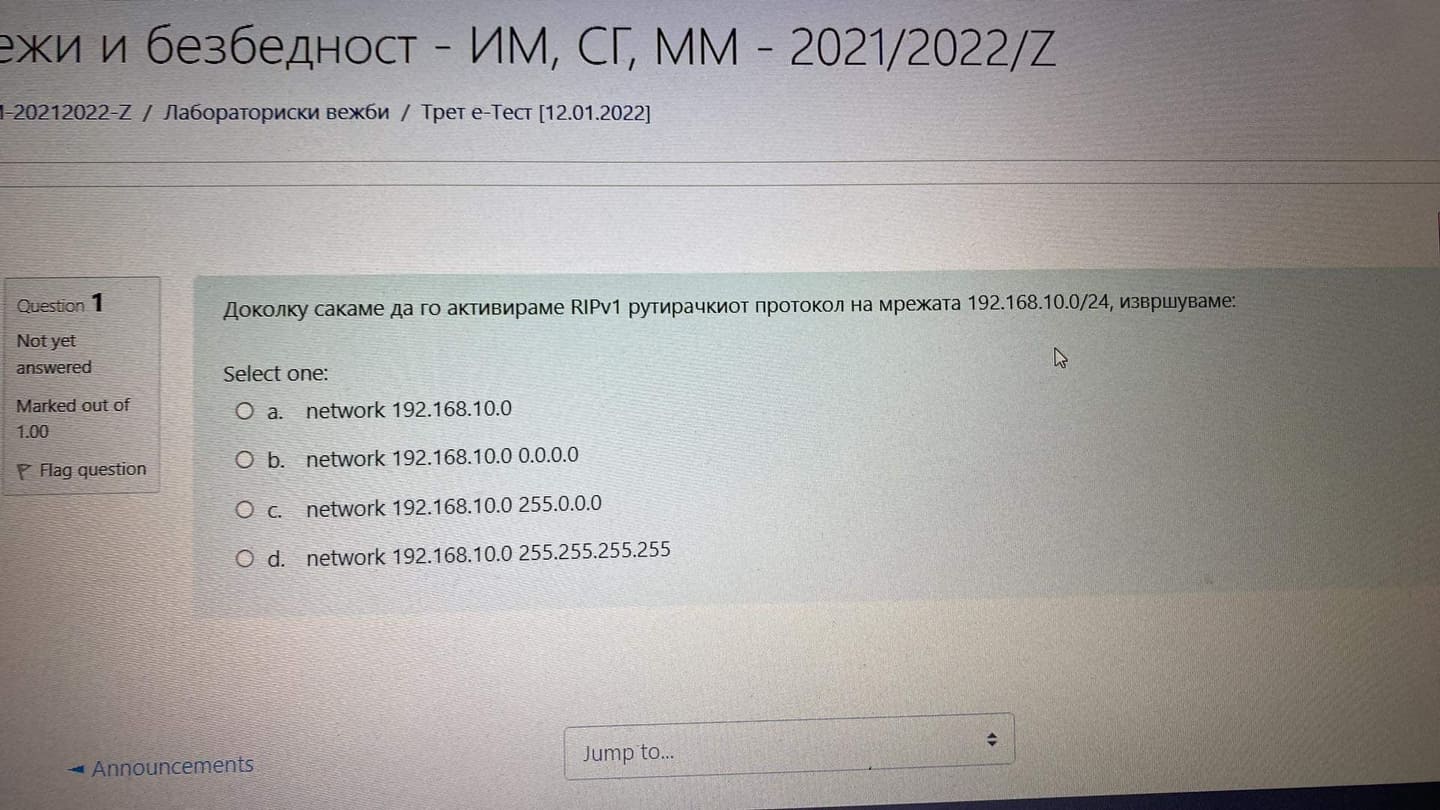 ежи и безбедност - ИМ, СГ, ММ - 2021/2022/Z
-20212022-Z / Лабораториски вежби / Трет е-Тест [12.01.2022]
Question 1
Not yet
answered
Marked out of
1.00
Flag question
Доколку сакаме да го активираме RIPv1 рутирачкиот протокол на мрежата 192.168.10.0/24, извршуваме:
Select one:
a. network 192.168.10.0
b. network 192.168.10.0 0.0.0.0
c. network 192.168.10.0 255.0.0.0
d. network 192.168.10.0 255.255.255.255
◄ Announcements
Jump to...